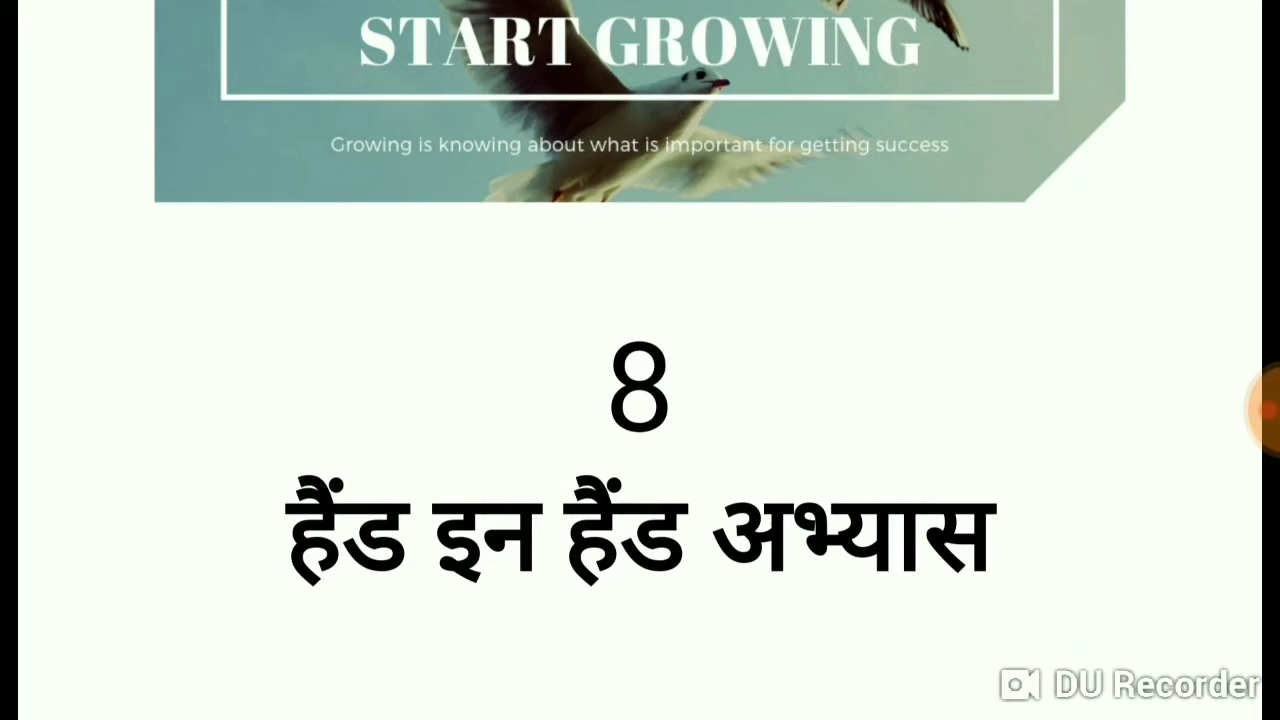 START GROWING
Growing is knowing about what is important for getting success
8
हैंड इन हैंड अभ्यास
DU Recorder